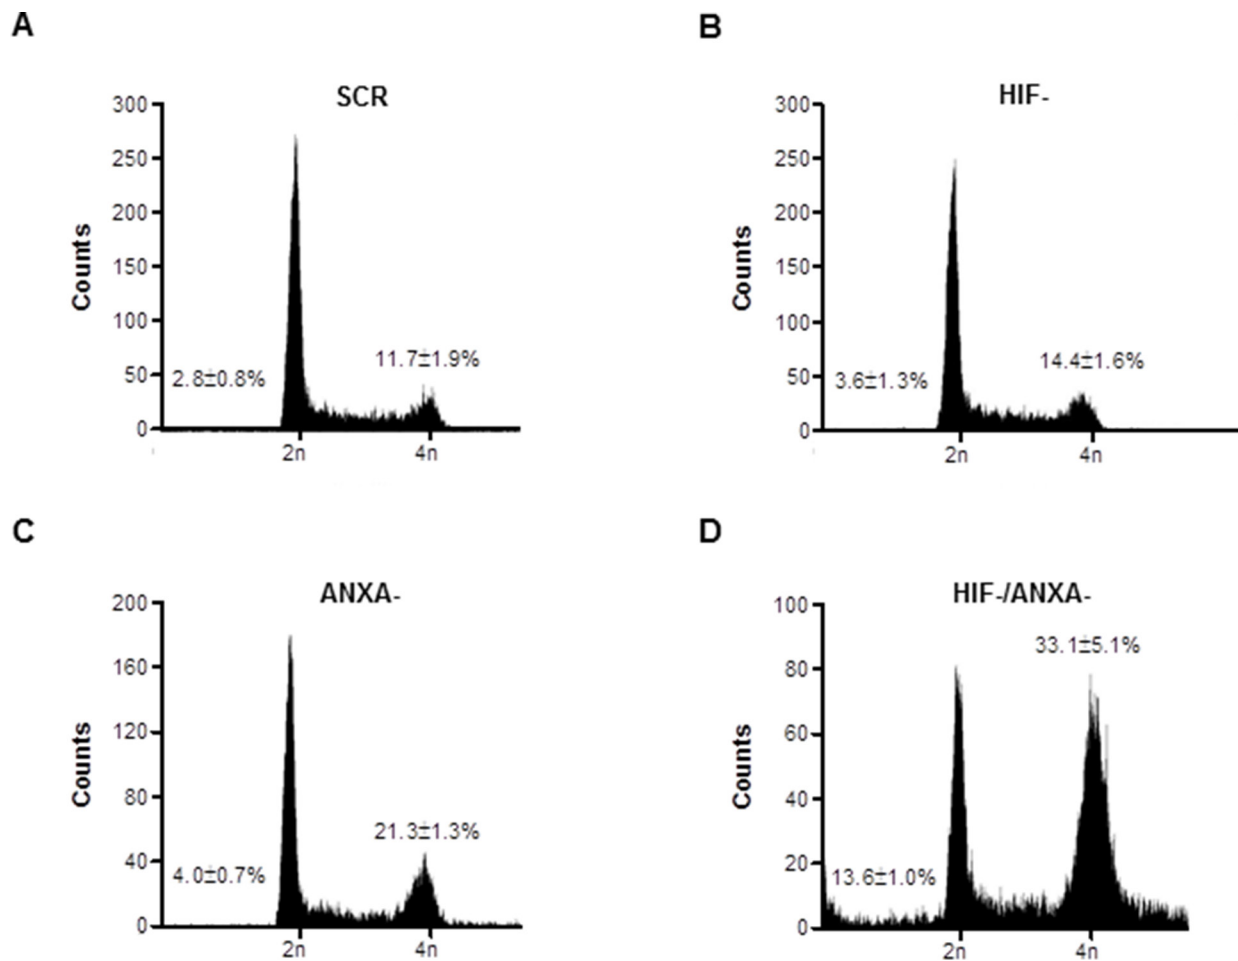 A
SCR
300
250
200
150
100
50
0
Counts
2.8±0.8%
11.7±1.9%
2n
4n
B
HIF-
300
250
200
150
100
50
0
Counts
3.6±1.3%
14.4±1.6%
2n
4n
C
ANXA-
200
160
120
80
40
0
Counts
4.0±0.7%
21.3±1.3%
2n
4n
D
HIF-/ANXA-
100
80
60
40
20
0
Counts
13.6±1.0%
33.1±5.1%
2n
4n